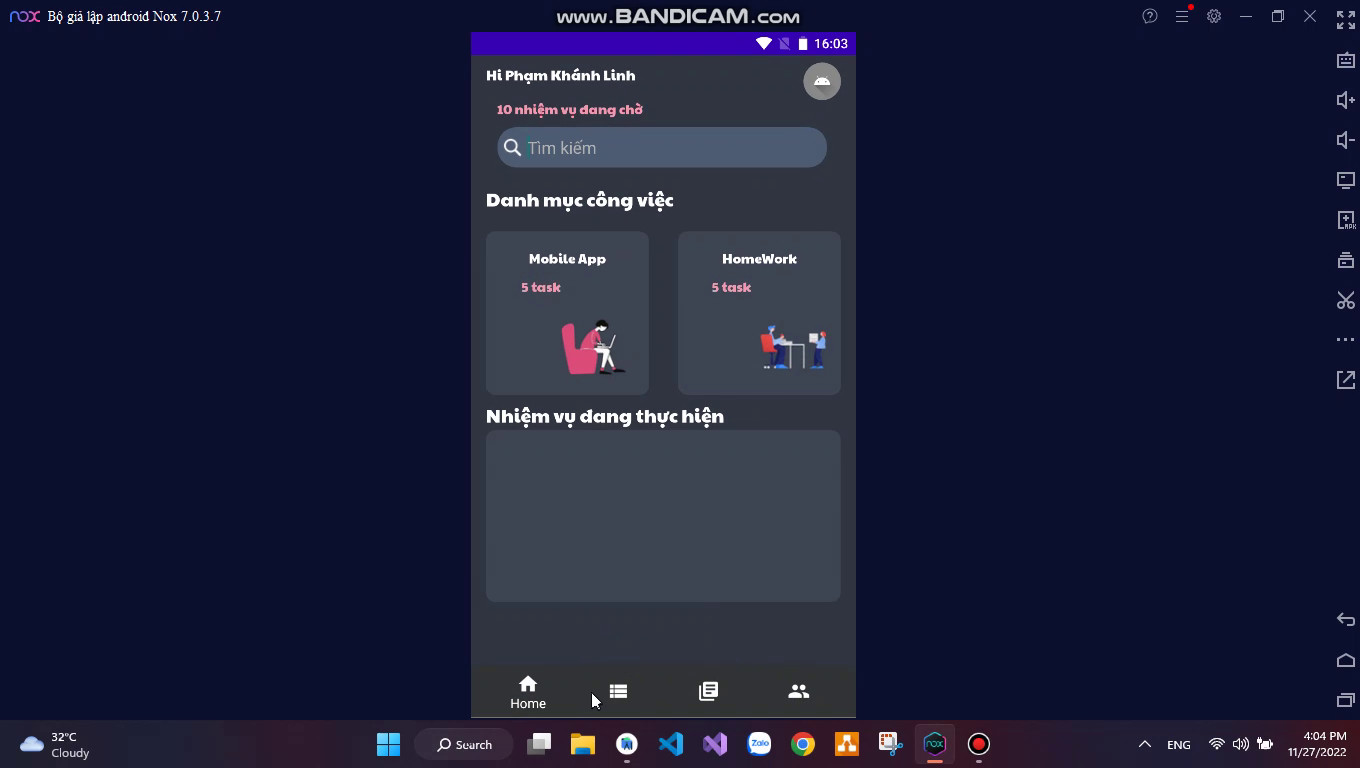 nox Bộ giả lập android Nox 7.0.3.7
www.BANDICAM.com
16:03
Hi Phạm Khánh Linh
10 nhiệm vụ đang chờ
Tìm kiếm
Danh mục công việc
Mobile App
HomeWork
5 task
5 task
Nhiệm vụ đang thực hiện
Home
32°C
Cloudy
Search
Zalo
nox
ENG
4:04 PM
11/27/2022